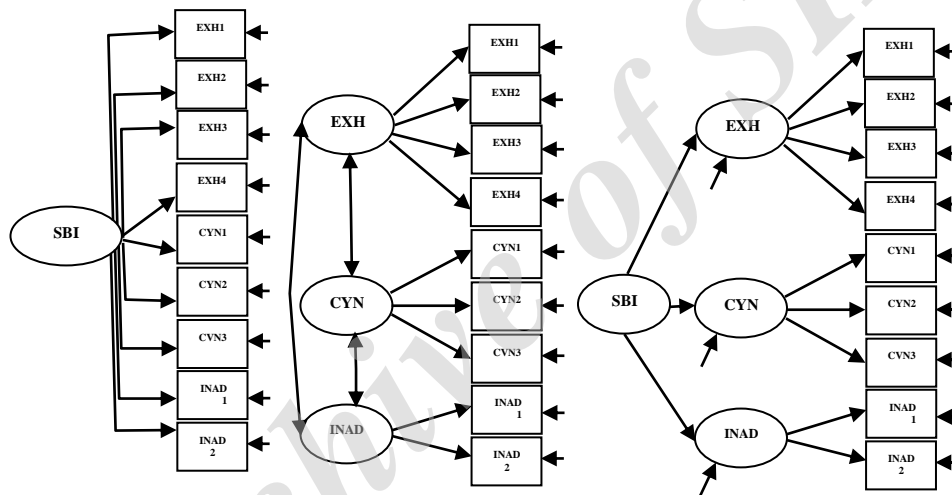 EXH1
EXH2
EXH3
EXH4
SBI
CYN1
CYN2
CVN3
INAD
1
INAD
2
EXH1
EXH2
EXH
EXH3
EXH4
CYN1
CYN
CYN2
CVN3
INAD
1
INAD
INAD
2
EXH1
EXH2
EXH
EXH3
EXH4
CYN1
SBI
CYN
CYN2
CVN3
INAD
1
INAD
INAD
2
hive of S